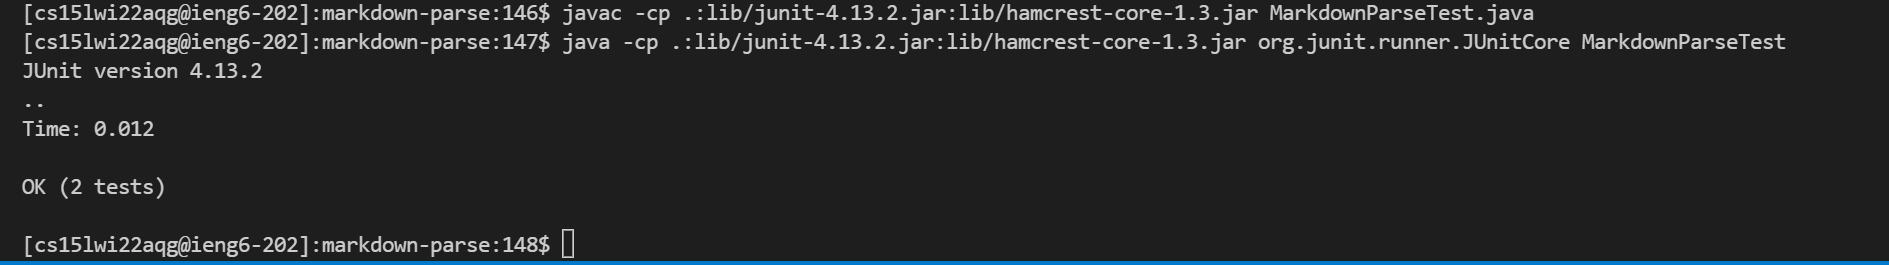 [cs15lwi22aqg@ieng6-202]:markdown-parse:146$ javac -cp .:lib/junit-4.13.2.jar:lib/hamcrest-core-1.3.jar MarkdownParseTest.java
[cs15lwi22aqg@ieng6-202]:markdown-parse:147$ java -cp .:lib/junit-4.13.2.jar:lib/hamcrest-core-1.3.jar org.junit.runner.JUnitCore MarkdownParseTest
JUnit version 4.13.2
..
Time: 0.012
OK (2 tests)
[cs15lwi22aqg@ieng6-202]:markdown-parse:148$